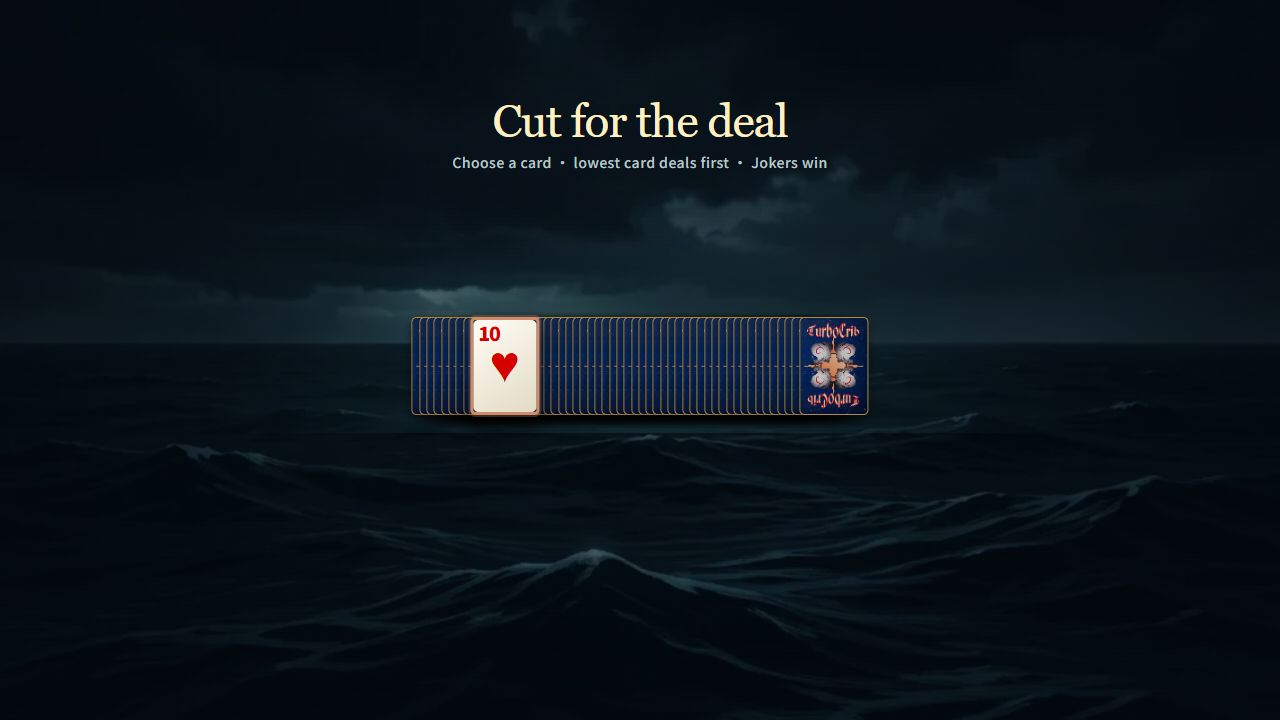 Cut for the deal
Choose a card • lowest card deals first • Jokers win
10
TurboCrib
TurboCrib